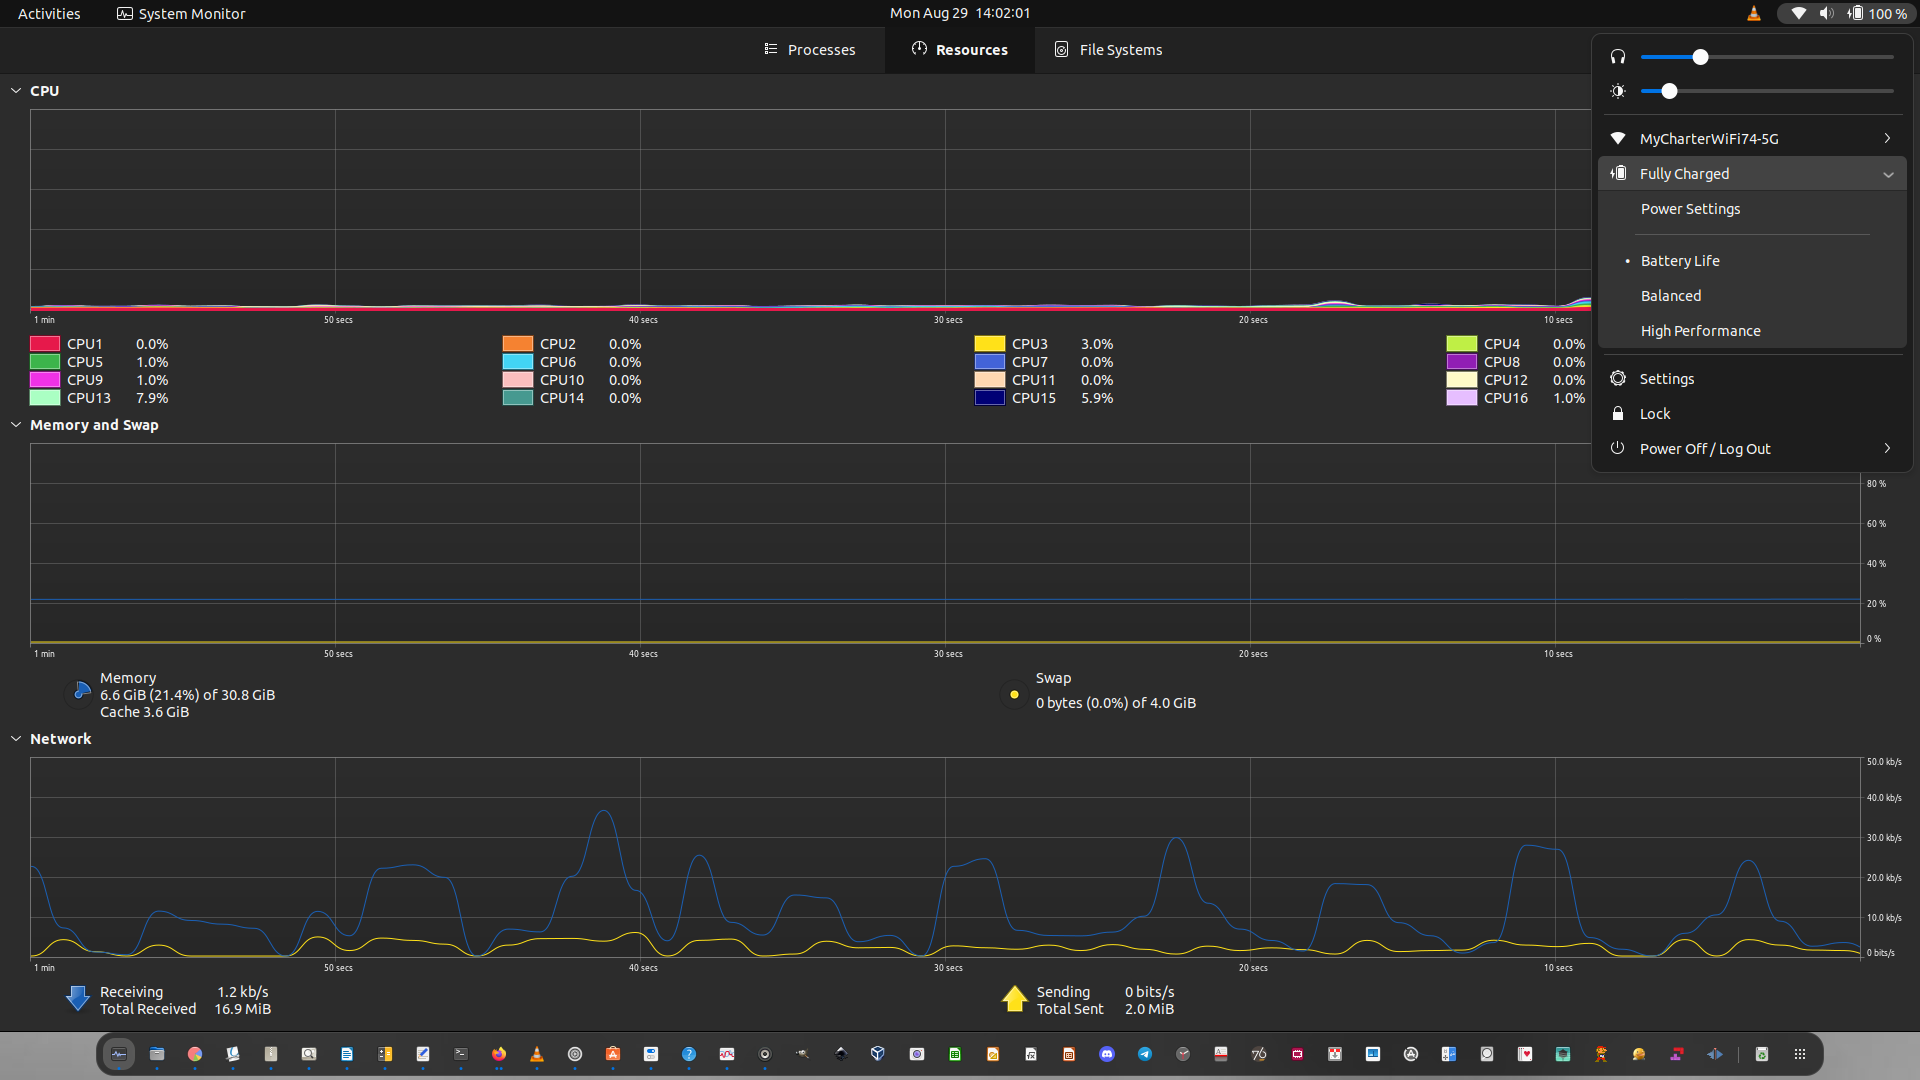 Activities System Monitor Mon Aug 29 14:02:01 100 %
Processes Resources File Systems
CPU
1 min 50 secs 40 secs 30 secs 20 secs 10 secs
CPU1 0.0% CPU2 0.0% CPU3 3.0% CPU4 0.0%
CPU5 1.0% CPU6 0.0% CPU7 0.0% CPU8 0.0%
CPU9 1.0% CPU10 0.0% CPU11 0.0% CPU12 0.0%
CPU13 7.9% CPU14 0.0% CPU15 5.9% CPU16 1.0%
MyCharterWiFi74-5G
Fully Charged
Power Settings
• Battery Life
Balanced
High Performance
Settings
Lock
Power Off / Log Out
Memory and Swap
80 %
60 %
40 %
20 %
0 %
1 min 50 secs 40 secs 30 secs 20 secs 10 secs
Memory
6.6 GiB (21.4%) of 30.8 GiB
Cache 3.6 GiB
Swap
0 bytes (0.0%) of 4.0 GiB
Network
50.0 kb/s
40.0 kb/s
30.0 kb/s
20.0 kb/s
10.0 kb/s
0 bits/s
1 min 50 secs 40 secs 30 secs 20 secs 10 secs
Receiving 1.2 kb/s
Total Received 16.9 MiB
Sending 0 bits/s
Total Sent 2.0 MiB
76